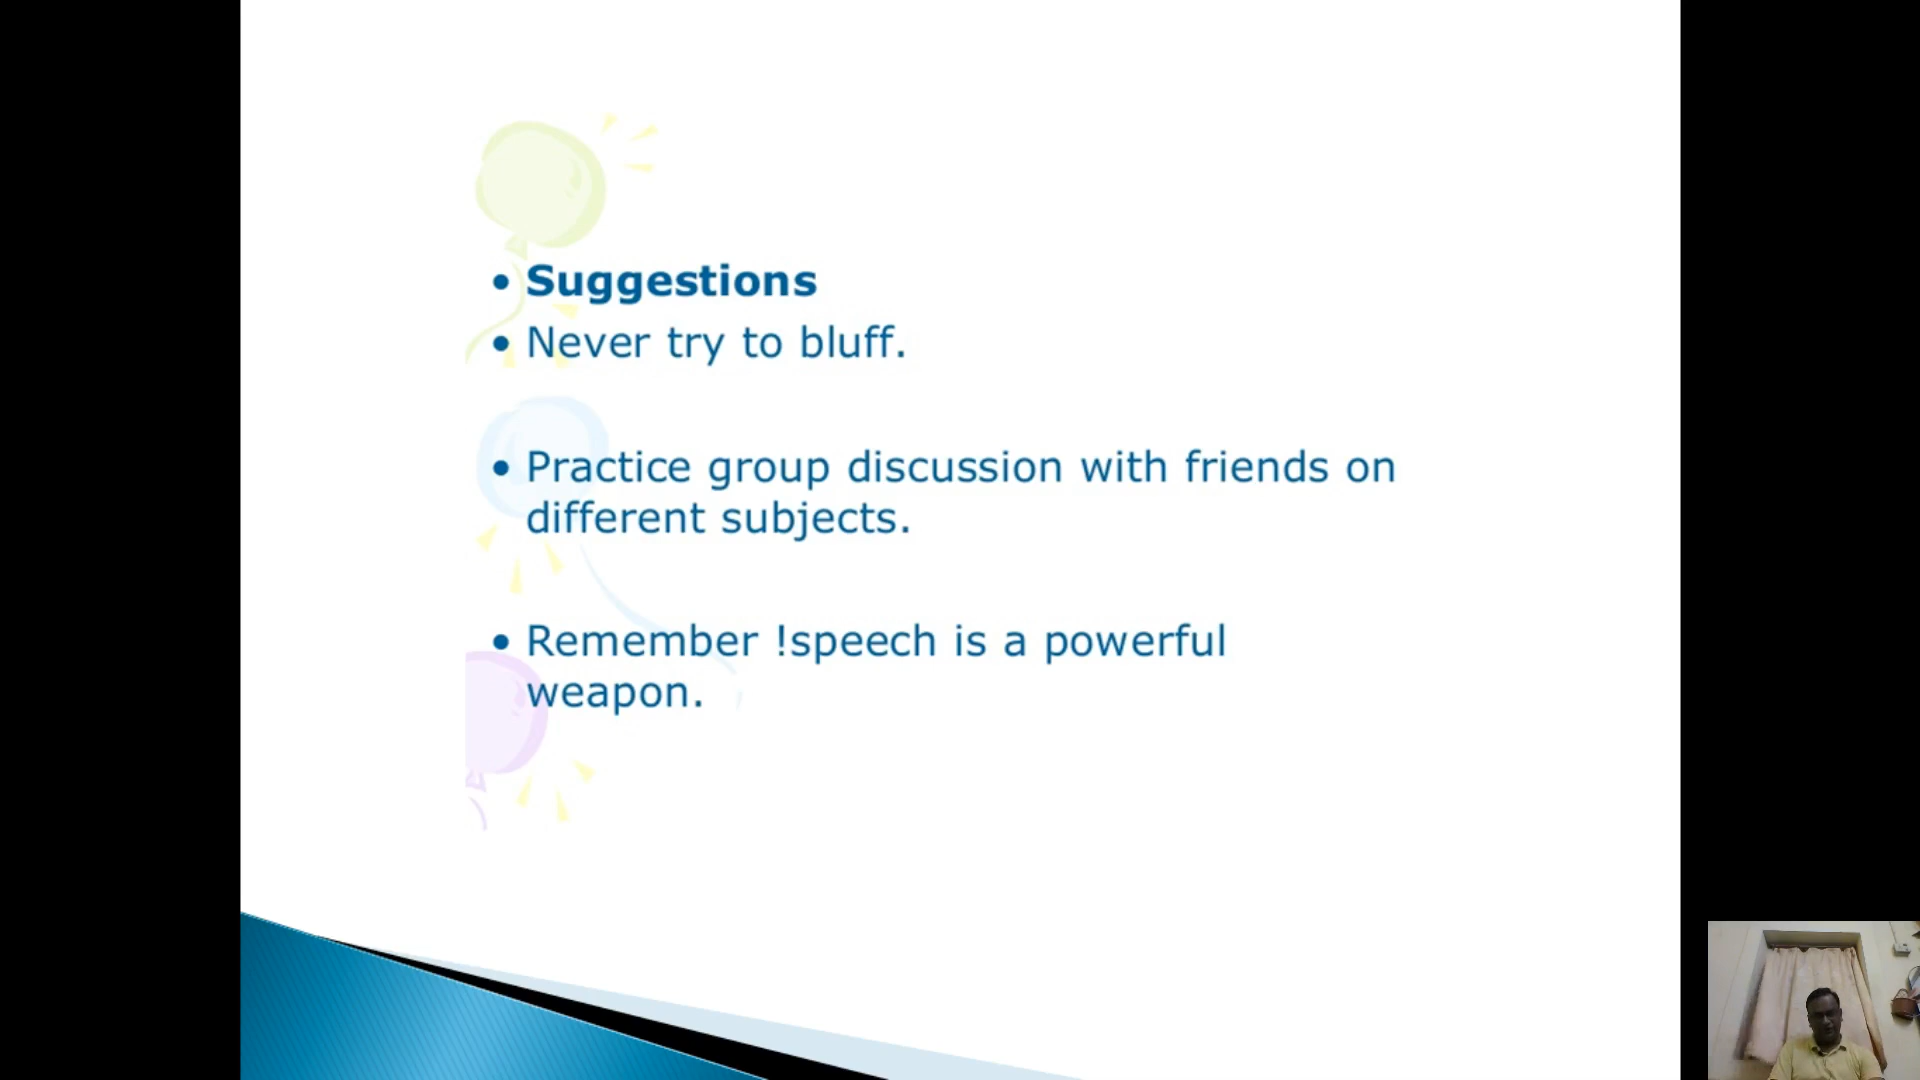 • Suggestions
• Never try to bluff.
• Practice group discussion with friends on
different subjects.
• Remember !speech is a powerful
weapon.